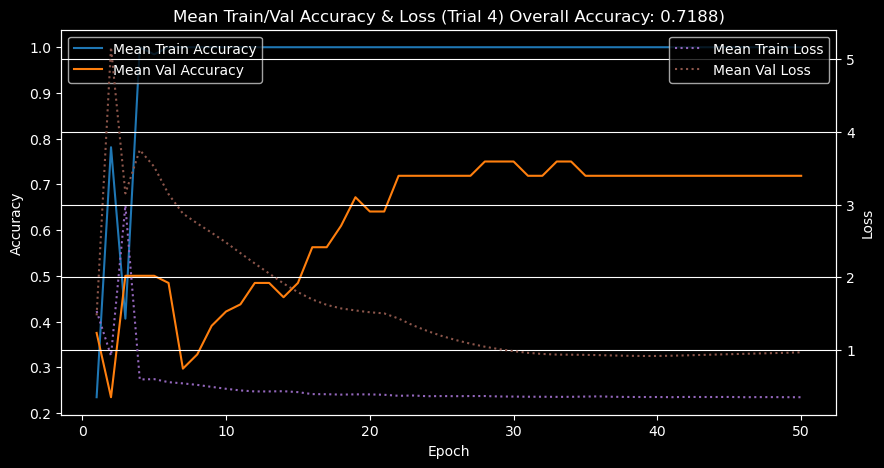 Mean Train/Val Accuracy & Loss (Trial 4) Overall Accuracy: 0.7188)
Mean Train Accuracy
Mean Val Accuracy
Mean Train Loss
Mean Val Loss
1.0
0.9
0.8
0.7
0.6
0.5
0.4
0.3
0.2
Accuracy
5
4
3
2
1
Loss
0
10
20
30
40
50
Epoch